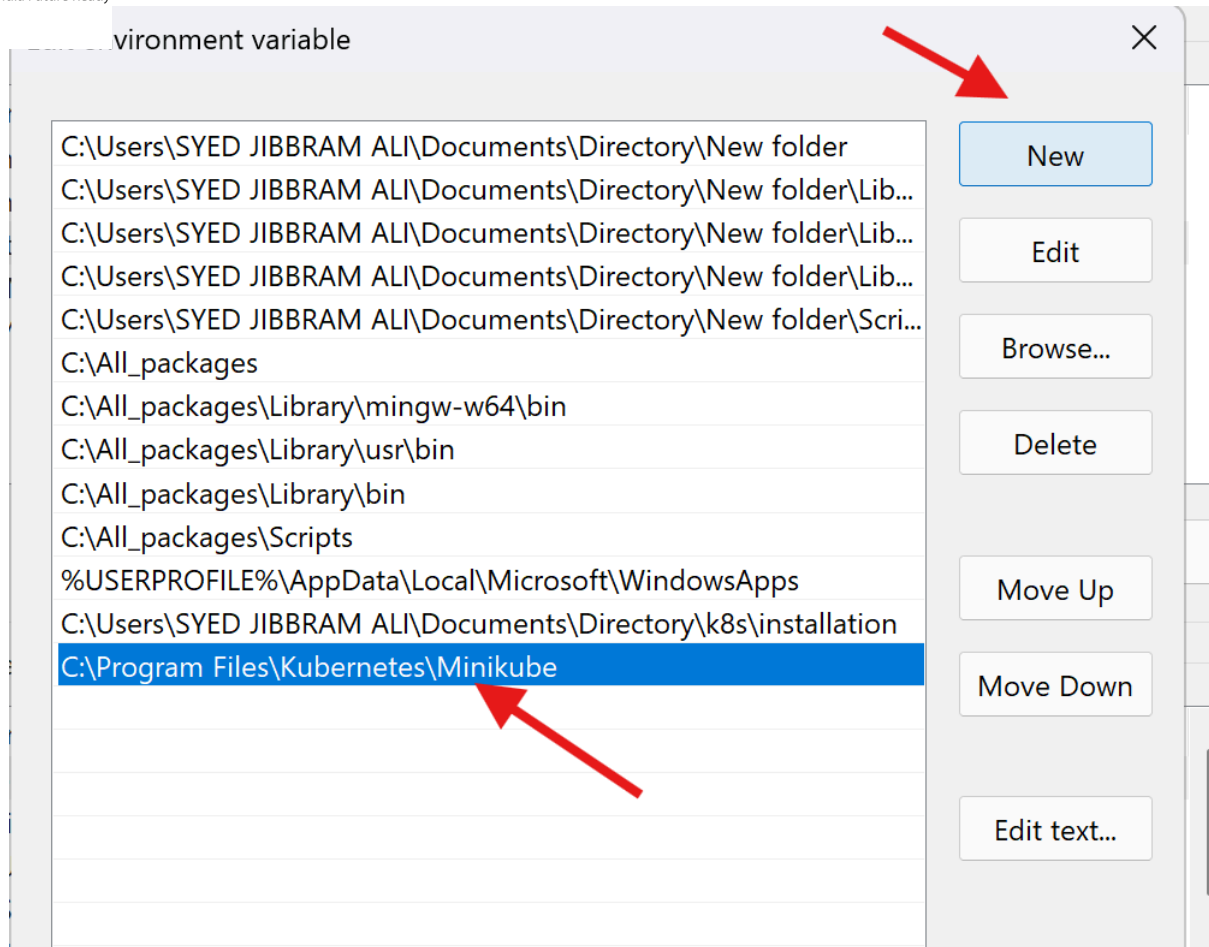 vironment variable
C:\Users\SYED JIBBRAM ALI\Documents\Directory\New folder
C:\Users\SYED JIBBRAM ALI\Documents\Directory\New folder\Lib...
C:\Users\SYED JIBBRAM ALI\Documents\Directory\New folder\Lib...
C:\Users\SYED JIBBRAM ALI\Documents\Directory\New folder\Lib...
C:\Users\SYED JIBBRAM ALI\Documents\Directory\New folder\Scri...
C:\All_packages
C:\All_packages\Library\mingw-w64\bin
C:\All_packages\Library\usr\bin
C:\All_packages\Library\bin
C:\All_packages\Scripts
%USERPROFILE%\AppData\Local\Microsoft\WindowsApps
C:\Users\SYED JIBBRAM ALI\Documents\Directory\k8s\installation
C:\Program Files\Kubernetes\Minikube
New
Edit
Browse...
Delete
Move Up
Move Down
Edit text...